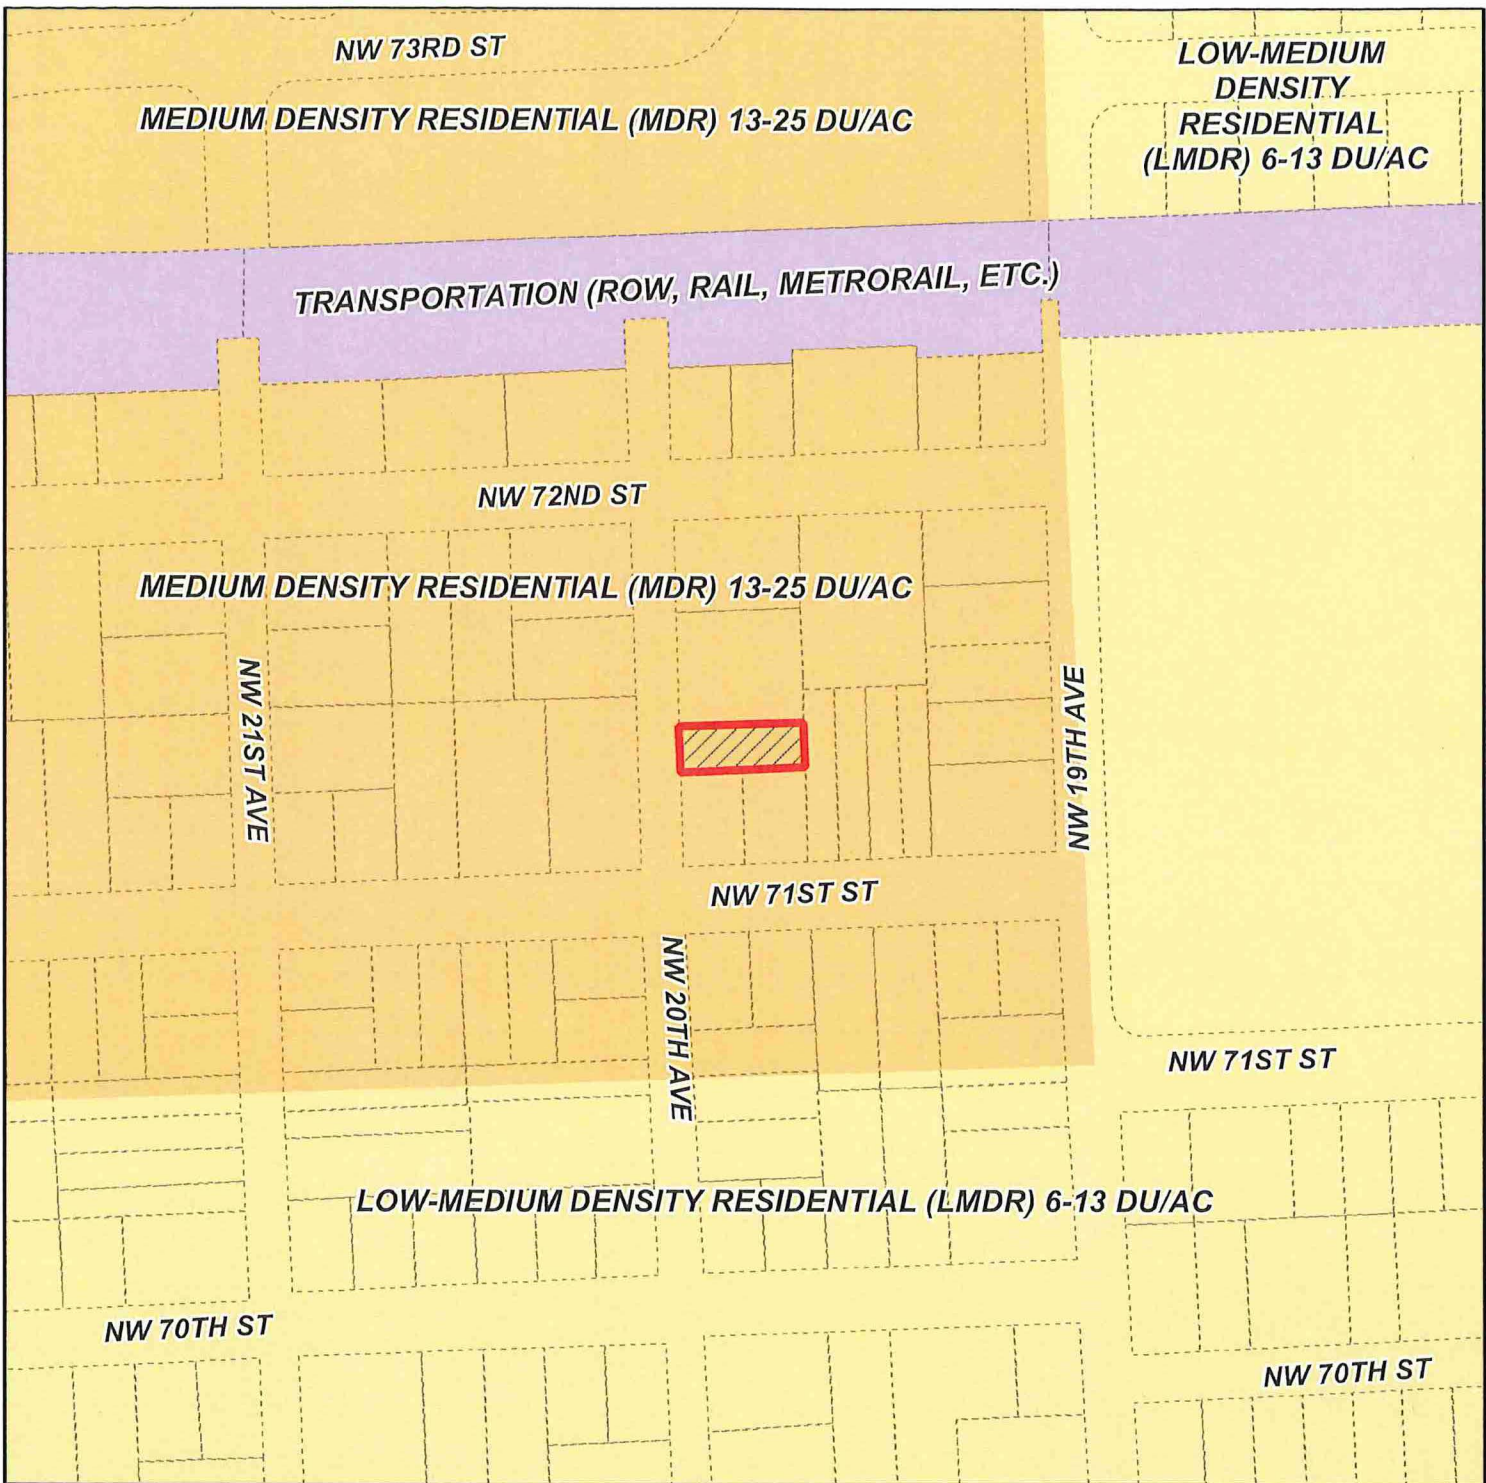 NW 73RD ST
LOW-MEDIUM
DENSITY
RESIDENTIAL
(LMDR) 6-13 DU/AC
MEDIUM DENSITY RESIDENTIAL (MDR) 13-25 DU/AC
TRANSPORTATION (ROW, RAIL, METRORAIL, ETC.)
NW 72ND ST
MEDIUM DENSITY RESIDENTIAL (MDR) 13-25 DU/AC
NW 21ST AVE
NW 19TH AVE
NW 71ST ST
NW 20TH AVE
NW 71ST ST
LOW-MEDIUM DENSITY RESIDENTIAL (LMDR) 6-13 DU/AC
NW 70TH ST
NW 70TH ST